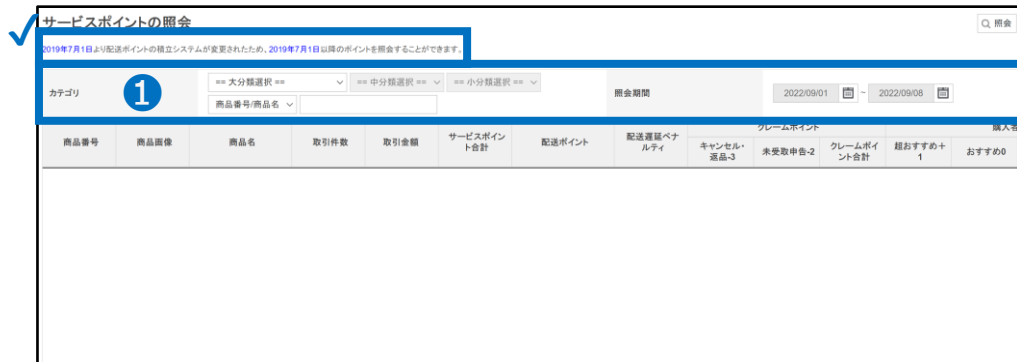 サービスポイントの照会
照会
2019年7月1日より配送ポイントの積立システムが変更されたため、2019年7月1日以降のポイントを照会することができます。
カテゴリ
1
== 大分類選択 ==
== 中分類選択 ==
== 小分類選択 ==
商品番号/商品名
照会期間
2022/09/01 ~ 2022/09/08
商品番号
商品画像
商品名
取引件数
取引金額
サービスポイン
ト合計
配送ポイント
配送遅延ペナ
ルティ
クレームポイント
キャンセル・
返品-3
未受取申告-2
クレームポイ
ント合計
購入者
超おすすめ+
1
おすすめ0